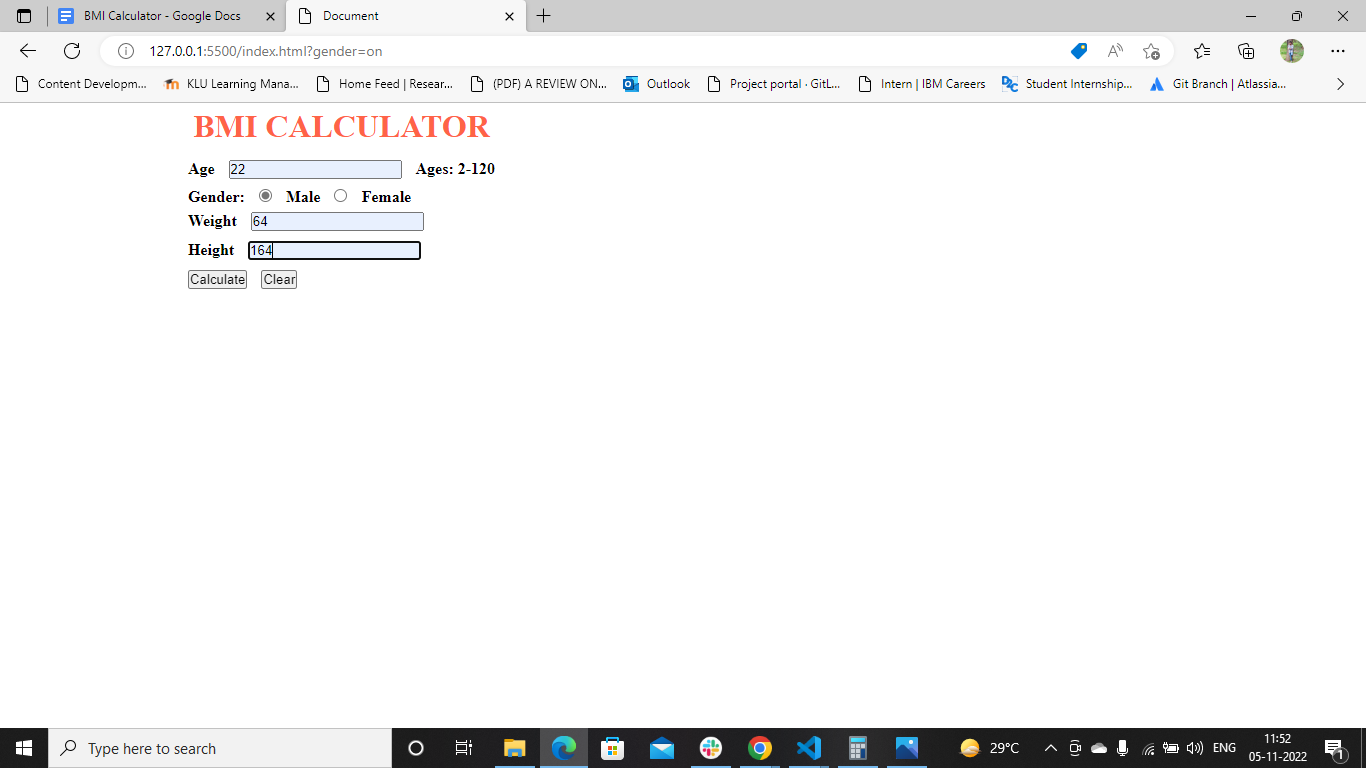 BMI Calculator - Google Docs
Document
127.0.0.1:5500/index.html?gender=on
Content Developm...
KLU Learning Mana...
Home Feed | Resear...
(PDF) A REVIEW ON...
Outlook
Project portal · GitL...
Intern | IBM Careers
Student Internship...
Git Branch | Atlassia...
BMI CALCULATOR
Age 22 Ages: 2-120
Gender: Male Female
Weight 64
Height 164
Calculate Clear
Type here to search
29°C
ENG
11:52
05-11-2022
1